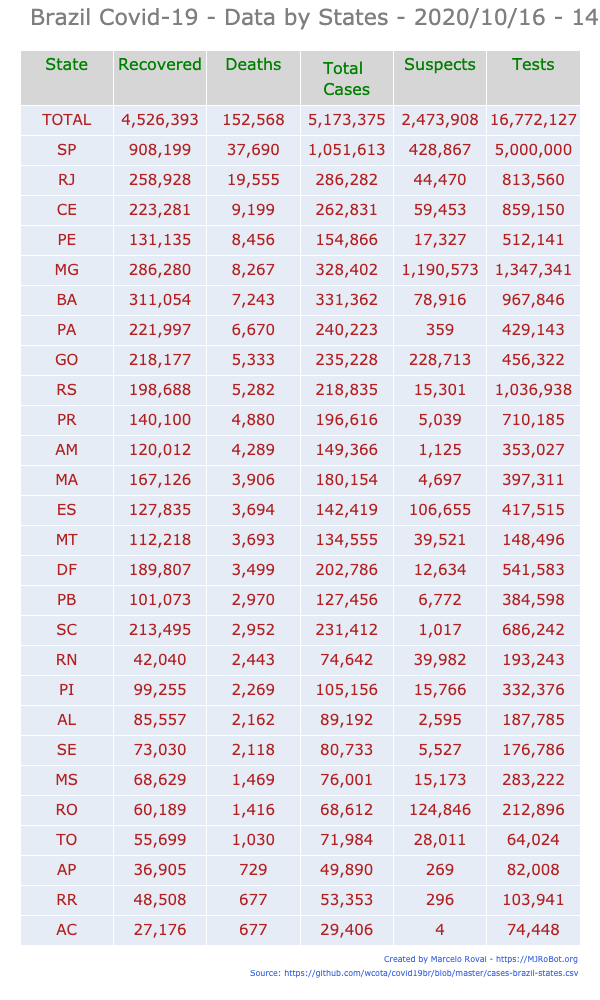 Brazil Covid-19 - Data by States - 2020/10/16 - 14
State Recovered Deaths Total Cases Suspects Tests
TOTAL 4,526,393 152,568 5,173,375 2,473,908 16,772,127
SP 908,199 37,690 1,051,613 428,867 5,000,000
RJ 258,928 19,555 286,282 44,470 813,560
CE 223,281 9,199 262,831 59,453 859,150
PE 131,135 8,456 154,866 17,327 512,141
MG 286,280 8,267 328,402 1,190,573 1,347,341
BA 311,054 7,243 331,362 78,916 967,846
PA 221,997 6,670 240,223 359 429,143
GO 218,177 5,333 235,228 228,713 456,322
RS 198,688 5,282 218,835 15,301 1,036,938
PR 140,100 4,880 196,616 5,039 710,185
AM 120,012 4,289 149,366 1,125 353,027
MA 167,126 3,906 180,154 4,697 397,311
ES 127,835 3,694 142,419 106,655 417,515
MT 112,218 3,693 134,555 39,521 148,496
DF 189,807 3,499 202,786 12,634 541,583
PB 101,073 2,970 127,456 6,772 384,598
SC 213,495 2,952 231,412 1,017 686,242
RN 42,040 2,443 74,642 39,982 193,243
PI 99,255 2,269 105,156 15,766 332,376
AL 85,557 2,162 89,192 2,595 187,785
SE 73,030 2,118 80,733 5,527 176,786
MS 68,629 1,469 76,001 15,173 283,222
RO 60,189 1,416 68,612 124,846 212,896
TO 55,699 1,030 71,984 28,011 64,024
AP 36,905 729 49,890 269 82,008
RR 48,508 677 53,353 296 103,941
AC 27,176 677 29,406 4 74,448
Created by Marcelo Rovai - https://MJRoBot.org
Source: https://github.com/wcota/covid19br/blob/master/cases-brazil-states.csv